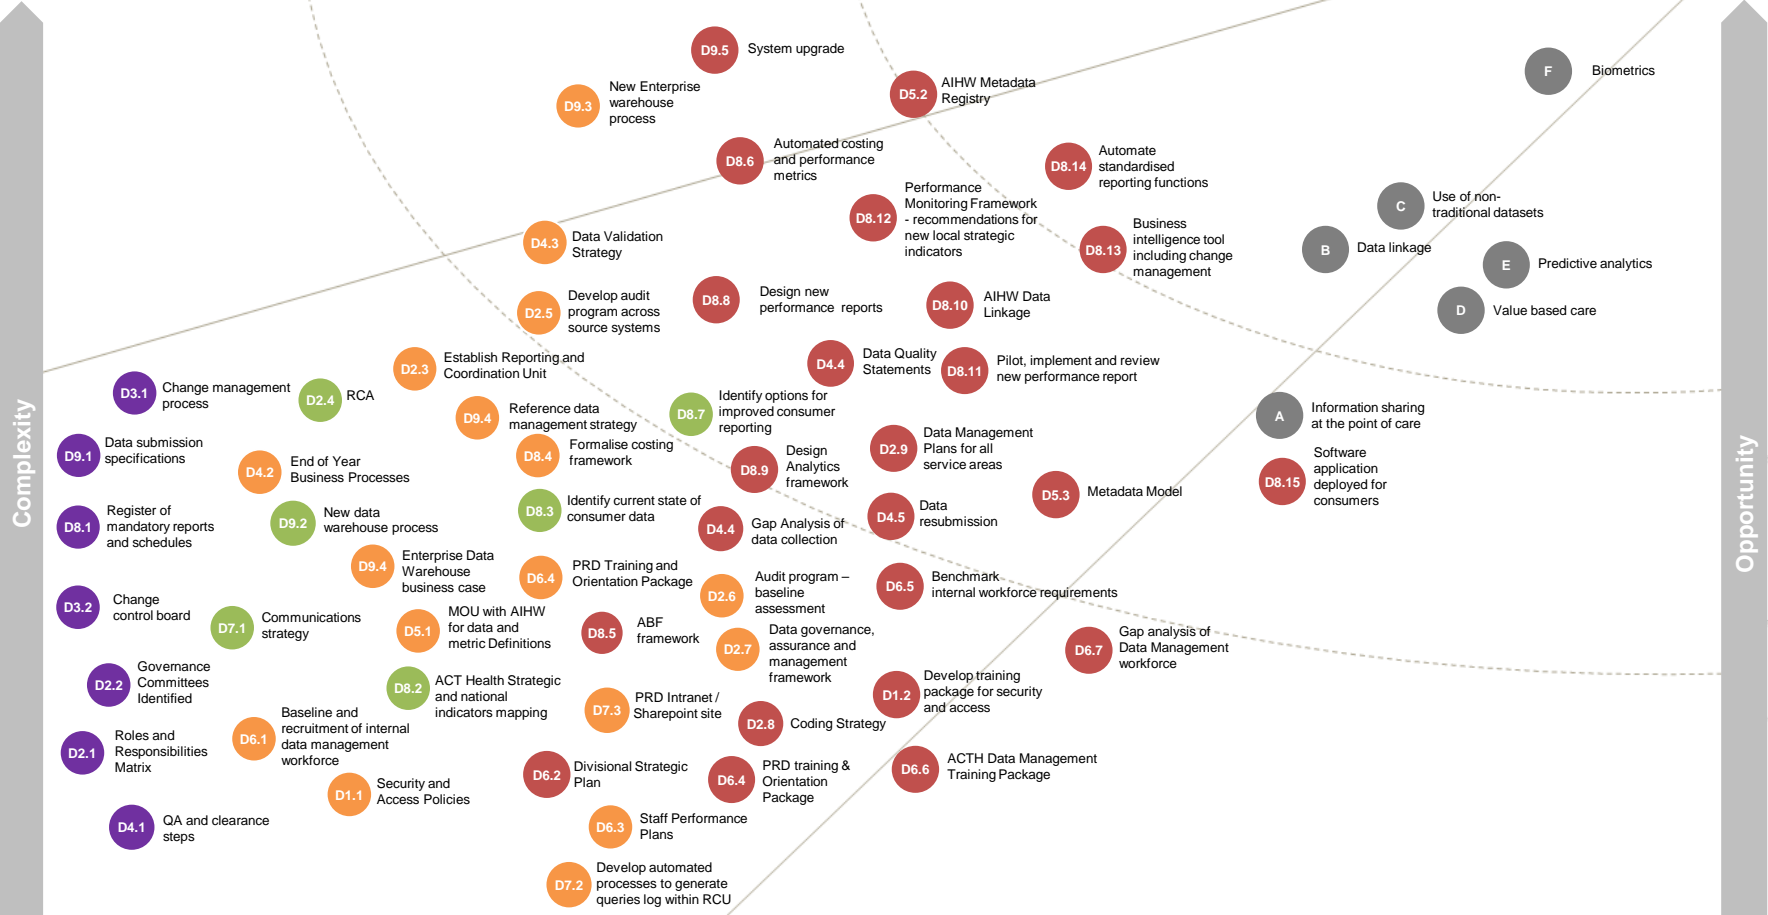 D9.5
System upgrade
F
Biometrics
D9.3
New Enterprise
warehouse
process
D5.2
AIHW Metadata
Registry
D8.6
Automated costing
and performance
metrics
D8.14
Automate
standardised
reporting functions
D8.12
Performance
Monitoring Framework
- recommendations for
new local strategic
indicators
C
Use of non-
traditional datasets
D4.3
Data Validation
Strategy
D8.13
Business
intelligence tool
including change
management
B
Data linkage
E
Predictive analytics
D2.5
Develop audit
program across
source systems
D8.8
Design new
performance reports
D8.10
AIHW Data
Linkage
D
Value based care
D2.3
Establish Reporting and
Coordination Unit
D4.4
Data Quality
Statements
D8.11
Pilot, implement and review
new performance report
D3.1
Change management
process
D2.4
RCA
D9.4
Reference data
management strategy
D8.7
Identify options for
improved consumer
reporting
A
Information sharing
at the point of care
D9.1
Data submission
specifications
D4.2
End of Year
Business Processes
D8.4
Formalise costing
framework
D8.9
Design
Analytics
framework
D2.9
Data Management
Plans for all
service areas
D5.3
Metadata Model
D8.15
Software
application
deployed for
consumers
Complexity
Opportunity
D8.1
Register of
mandatory reports
and schedules
D9.2
New data
warehouse process
D8.3
Identify current state of
consumer data
D4.4
Gap Analysis of
data collection
D4.5
Data
resubmission
D9.4
Enterprise Data
Warehouse
business case
D6.4
PRD Training and
Orientation Package
D2.6
Audit program –
baseline
assessment
D6.5
Benchmark
internal workforce requirements
D3.2
Change
control board
D7.1
Communications
strategy
D5.1
MOU with AIHW
for data and
metric Definitions
D8.5
ABF
framework
D2.7
Data governance,
assurance and
management
framework
D6.7
Gap analysis of
Data Management
workforce
D2.2
Governance
Committees
Identified
D8.2
ACT Health Strategic
and national
indicators mapping
D7.3
PRD Intranet /
Sharepoint site
D2.8
Coding Strategy
D1.2
Develop training
package for security
and access
D2.1
Roles and
Responsibilities
Matrix
D6.1
Baseline and
recruitment of internal
data management
workforce
D6.2
Divisional Strategic
Plan
D6.4
PRD training &
Orientation
Package
D6.6
ACTH Data Management
Training Package
D1.1
Security and
Access Policies
D4.1
QA and clearance
steps
D6.3
Staff Performance
Plans
D7.2
Develop automated
processes to generate
queries log within RCU